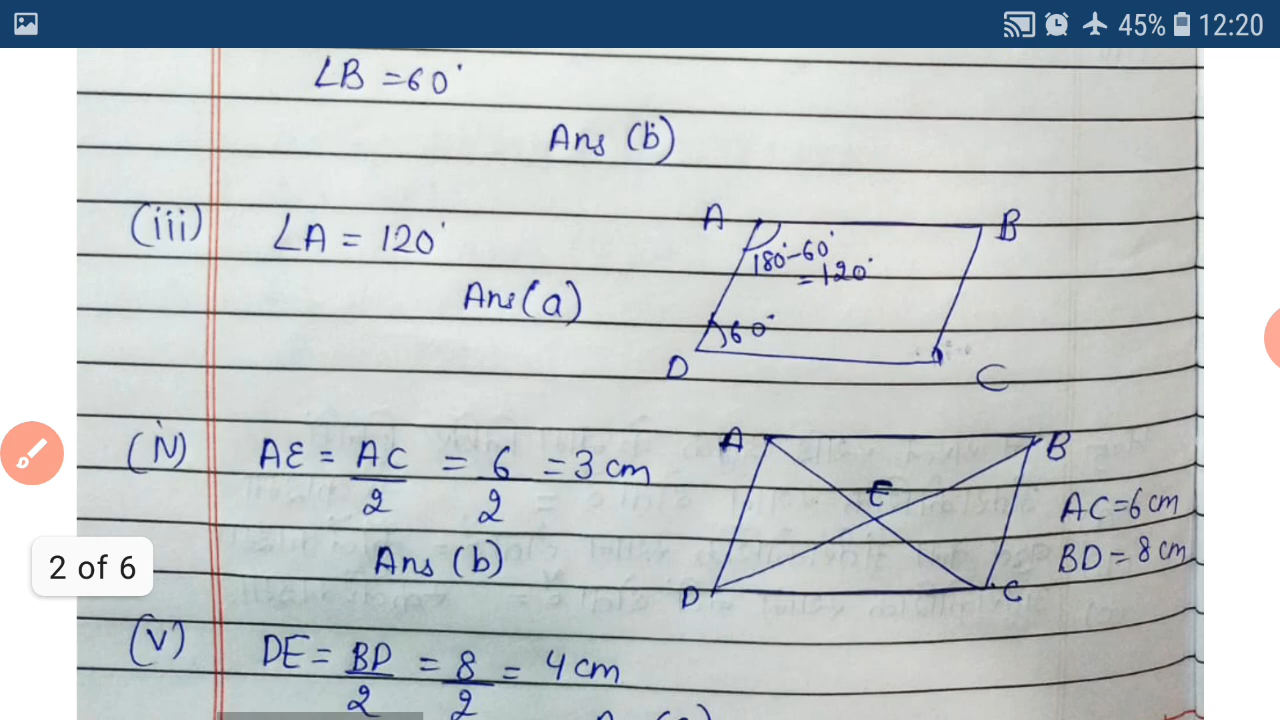 45% 12:20
∠B = 60°
Ans (b)
(iii) ∠A = 120°
Ans (a)
A B
180°-60°
= 120°
60°
D C
(iv) AE = AC/2 = 6/2 = 3 cm
Ans (b)
A B
E
AC = 6 cm
BD = 8 cm
D C
2 of 6
(v) DE = BD/2 = 8/2 = 4 cm